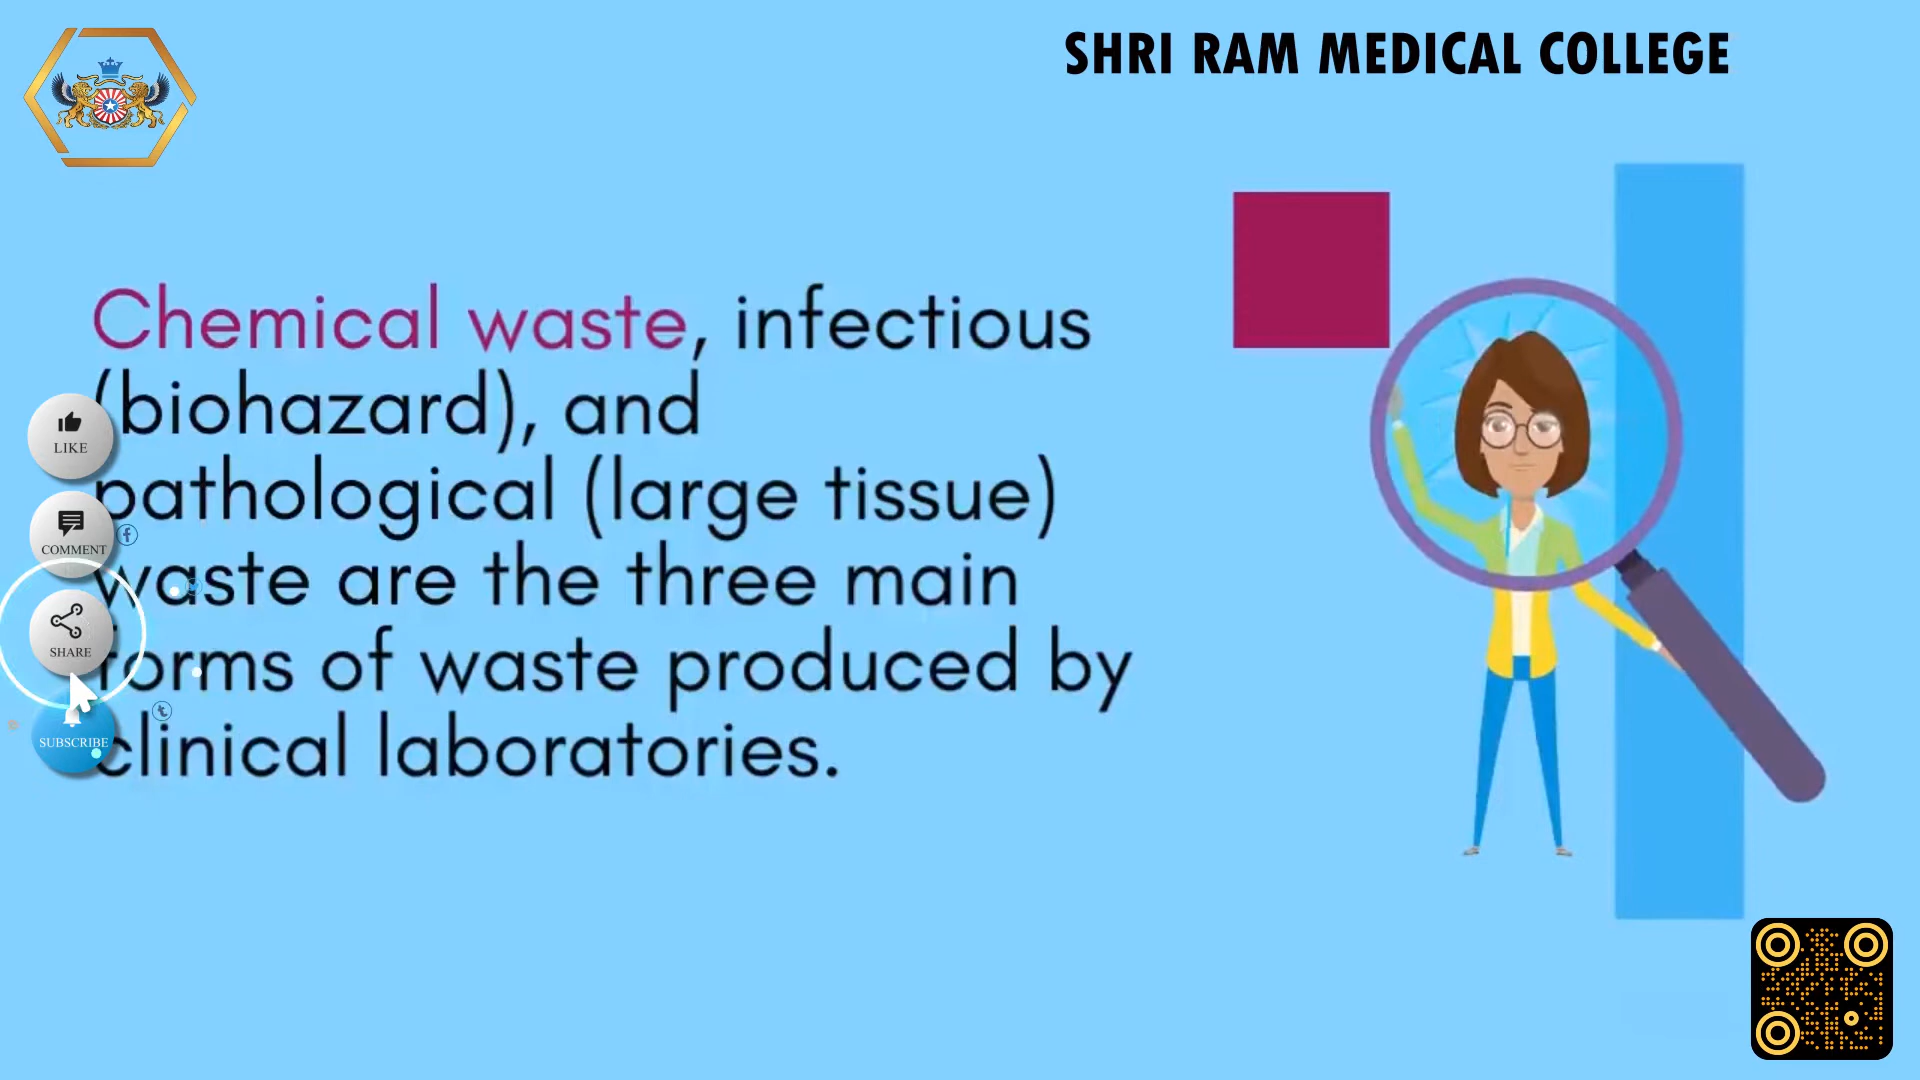 SHRI RAM MEDICAL COLLEGE
Chemical waste, infectious
(biohazard), and
pathological (large tissue)
waste are the three main
forms of waste produced by
clinical laboratories.
LIKE
COMMENT
SHARE
SUBSCRIBE